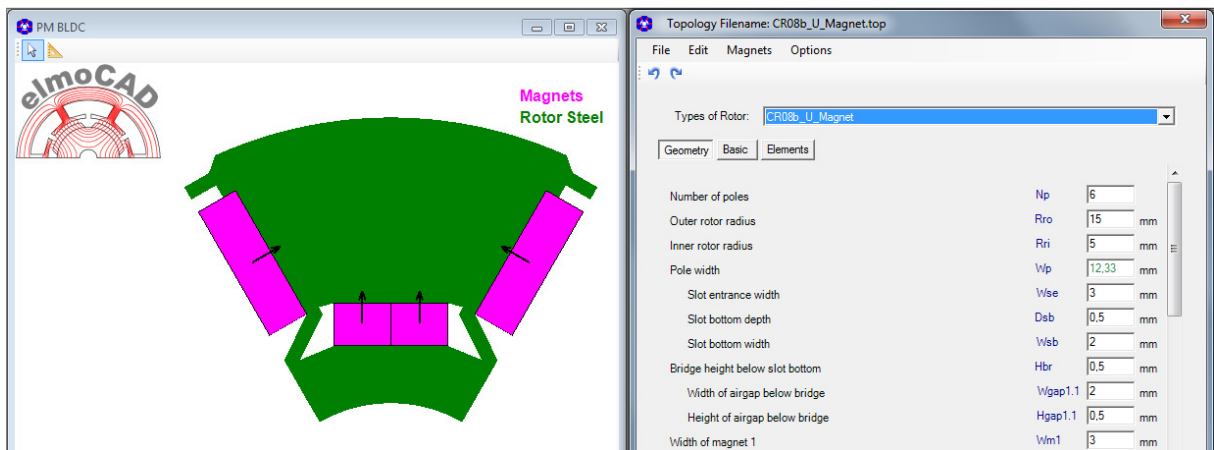 PM BLDC
elmoCAD
Magnets
Rotor Steel
Topology Filename: CR08b_U_Magnet.top
File Edit Magnets Options
Types of Rotor: CR08b_U_Magnet
Geometry Basic Elements
Number of poles Np 6
Outer rotor radius Rro 15 mm
Inner rotor radius Rri 5 mm
Pole width Wp 12,33 mm
Slot entrance width Wse 3 mm
Slot bottom depth Dsb 0,5 mm
Slot bottom width Wsb 2 mm
Bridge height below slot bottom Hbr 0,5 mm
Width of airgap below bridge Wgap1.1 2 mm
Height of airgap below bridge Hgap1.1 0,5 mm
Width of magnet 1 Wm1 3 mm